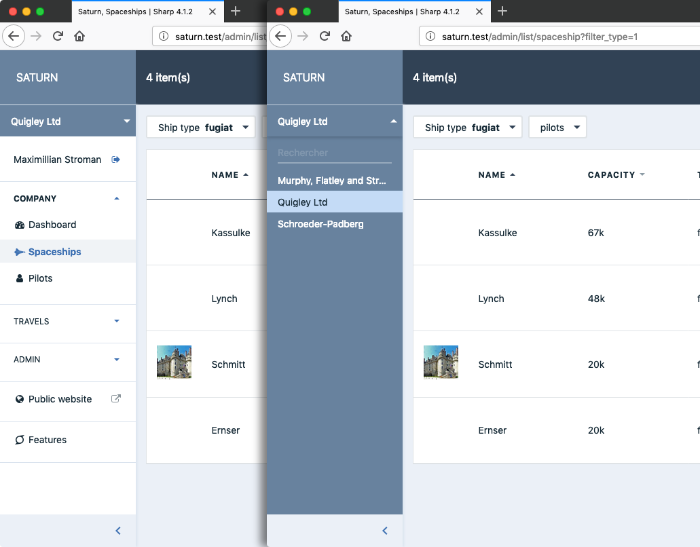 Saturn, Spaceships | Sharp 4.1.2
saturn.test/admin/list
SATURN
4 item(s)
Quigley Ltd
Ship type fugiat
Maximillian Stroman
NAME
COMPANY
Dashboard
Kassulke
Spaceships
Pilots
Lynch
TRAVELS
ADMIN
Schmitt
Public website
Ernser
Features
Saturn, Spaceships | Sharp 4.1.2
saturn.test/admin/list/spaceship?filter_type=1
SATURN
4 item(s)
Quigley Ltd
Ship type fugiat
pilots
Rechercher
Murphy, Flatley and Str...
Quigley Ltd
Schroeder-Padberg
NAME
CAPACITY
Kassulke
67k
Lynch
48k
Schmitt
20k
Ernser
20k